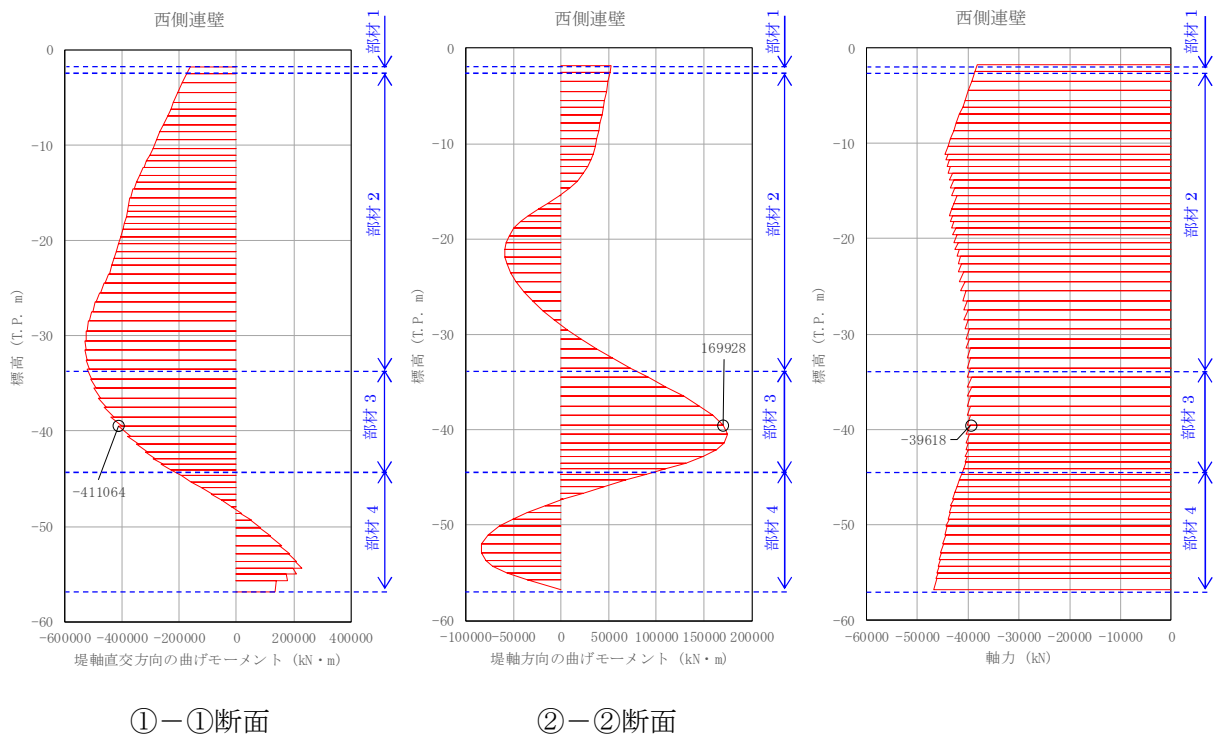 西側連壁
部材 1
部材 2
部材 3
部材 4
0
-10
-20
-30
-40
-50
-60
標高 (T.P. m)
-411064
-600000 -400000 -200000 0 200000 400000
堤軸直交方向の曲げモーメント (kN・m)
①－①断面
西側連壁
部材 1
部材 2
部材 3
部材 4
0
-10
-20
-30
-40
-50
-60
標高 (T.P. m)
169928
-100000 -50000 0 50000 100000 150000 200000
堤軸方向の曲げモーメント (kN・m)
②－②断面
西側連壁
部材 1
部材 2
部材 3
部材 4
0
-10
-20
-30
-40
-50
-60
標高 (T.P. m)
-39618
-60000 -50000 -40000 -30000 -20000 -10000 0
軸力 (kN)